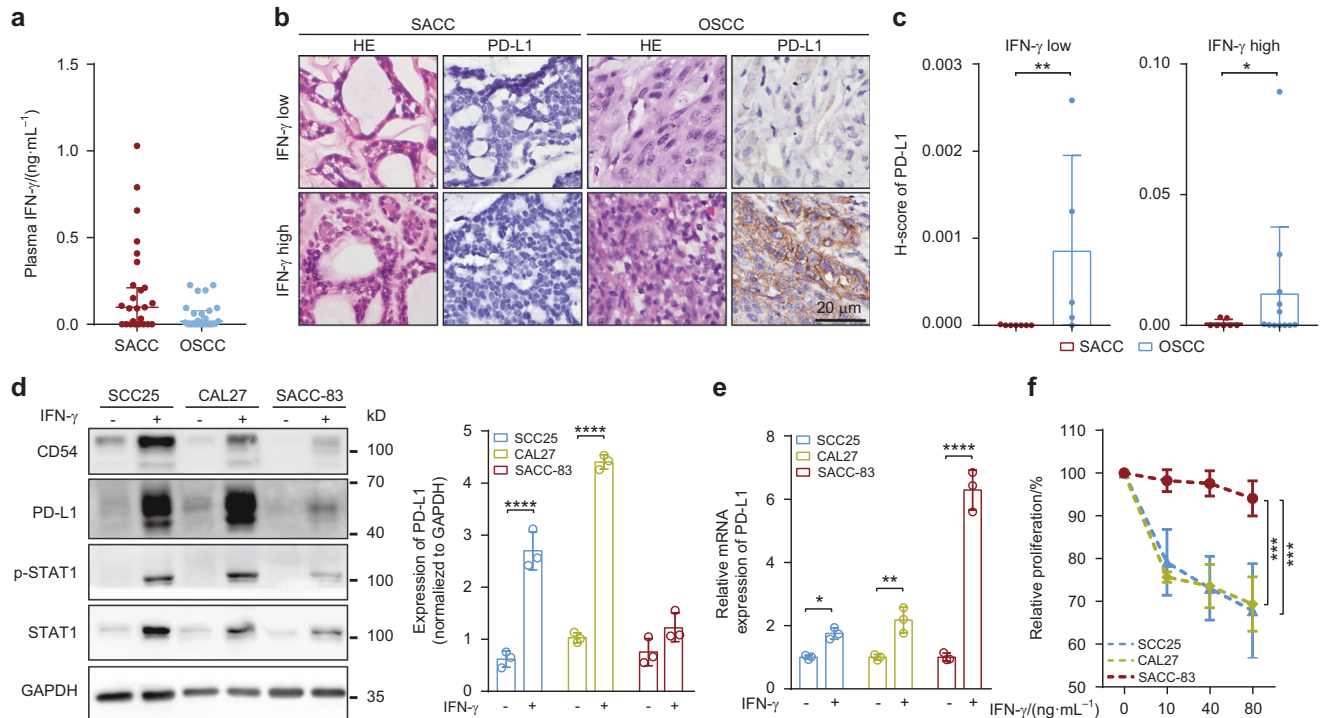 a
Plasma IFN-γ/(ng·mL⁻¹)
1.5
1.0
0.5
0.0
SACC
OSCC
b
SACC
OSCC
HE
PD-L1
HE
PD-L1
IFN-γ low
IFN-γ high
20 μm
c
IFN-γ low
IFN-γ high
H-score of PD-L1
0.003
0.002
0.001
0.000
**
0.10
0.05
0.00
*
SACC
OSCC
d
SCC25
CAL27
SACC-83
IFN-γ
- + - + - +
kD
CD54
100
70
PD-L1
40
p-STAT1
100
STAT1
100
GAPDH
35
Expression of PD-L1
(normalizd to GAPDH)
5
4
3
2
1
0
SCC25
CAL27
SACC-83
****
****
IFN-γ
- + - + - +
e
Relative mRNA
expression of PD-L1
8
6
4
2
0
SCC25
CAL27
SACC-83
*
**
****
IFN-γ
- + - + - +
f
Relative proliferation/%
110
100
90
80
70
60
50
***
***
SCC25
CAL27
SACC-83
IFN-γ/(ng·mL⁻¹)
0 10 40 80